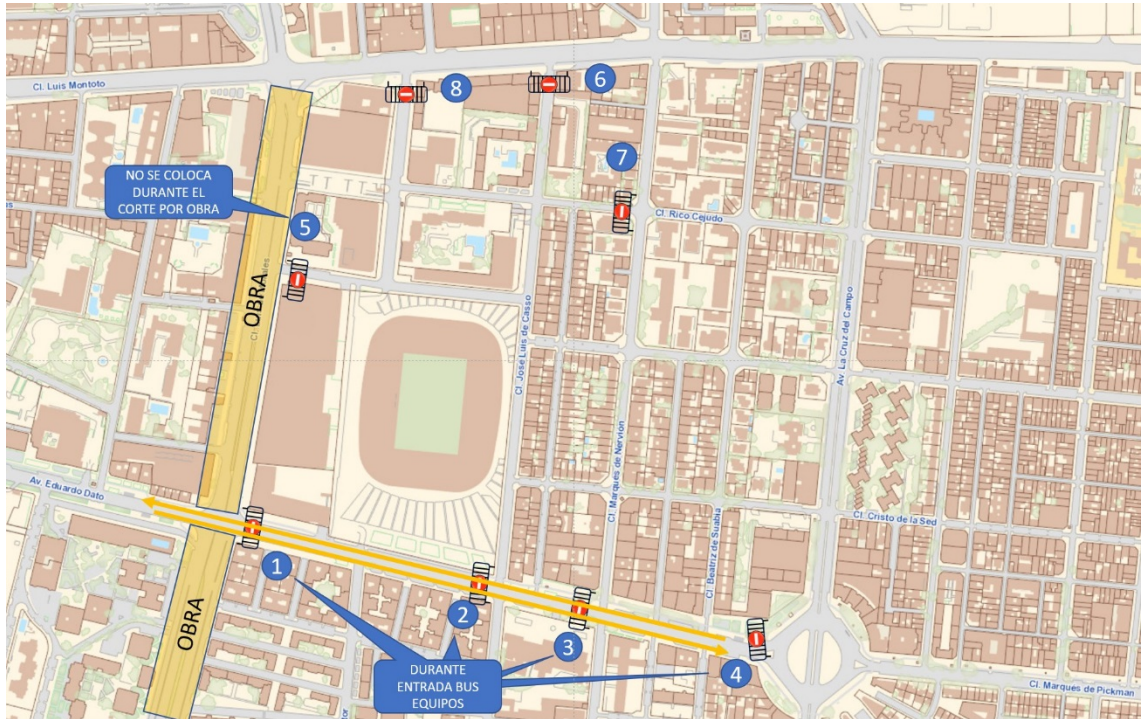 Cl. Luis Montoto
8
6
NO SE COLOCA
DURANTE EL
CORTE POR OBRA
7
5
Cl. Rico Cejudo
OBRA
Cl. José Luis de Casso
Av. La Cruz del Campo
Cl. Marqués de Nervion
Av. Eduardo Dato
Cl. Cristo de la Sed
Cl. Beatriz de Suabia
1
2
3
4
OBRA
DURANTE
ENTRADA BUS
EQUIPOS
Cl. Marques de Pickman